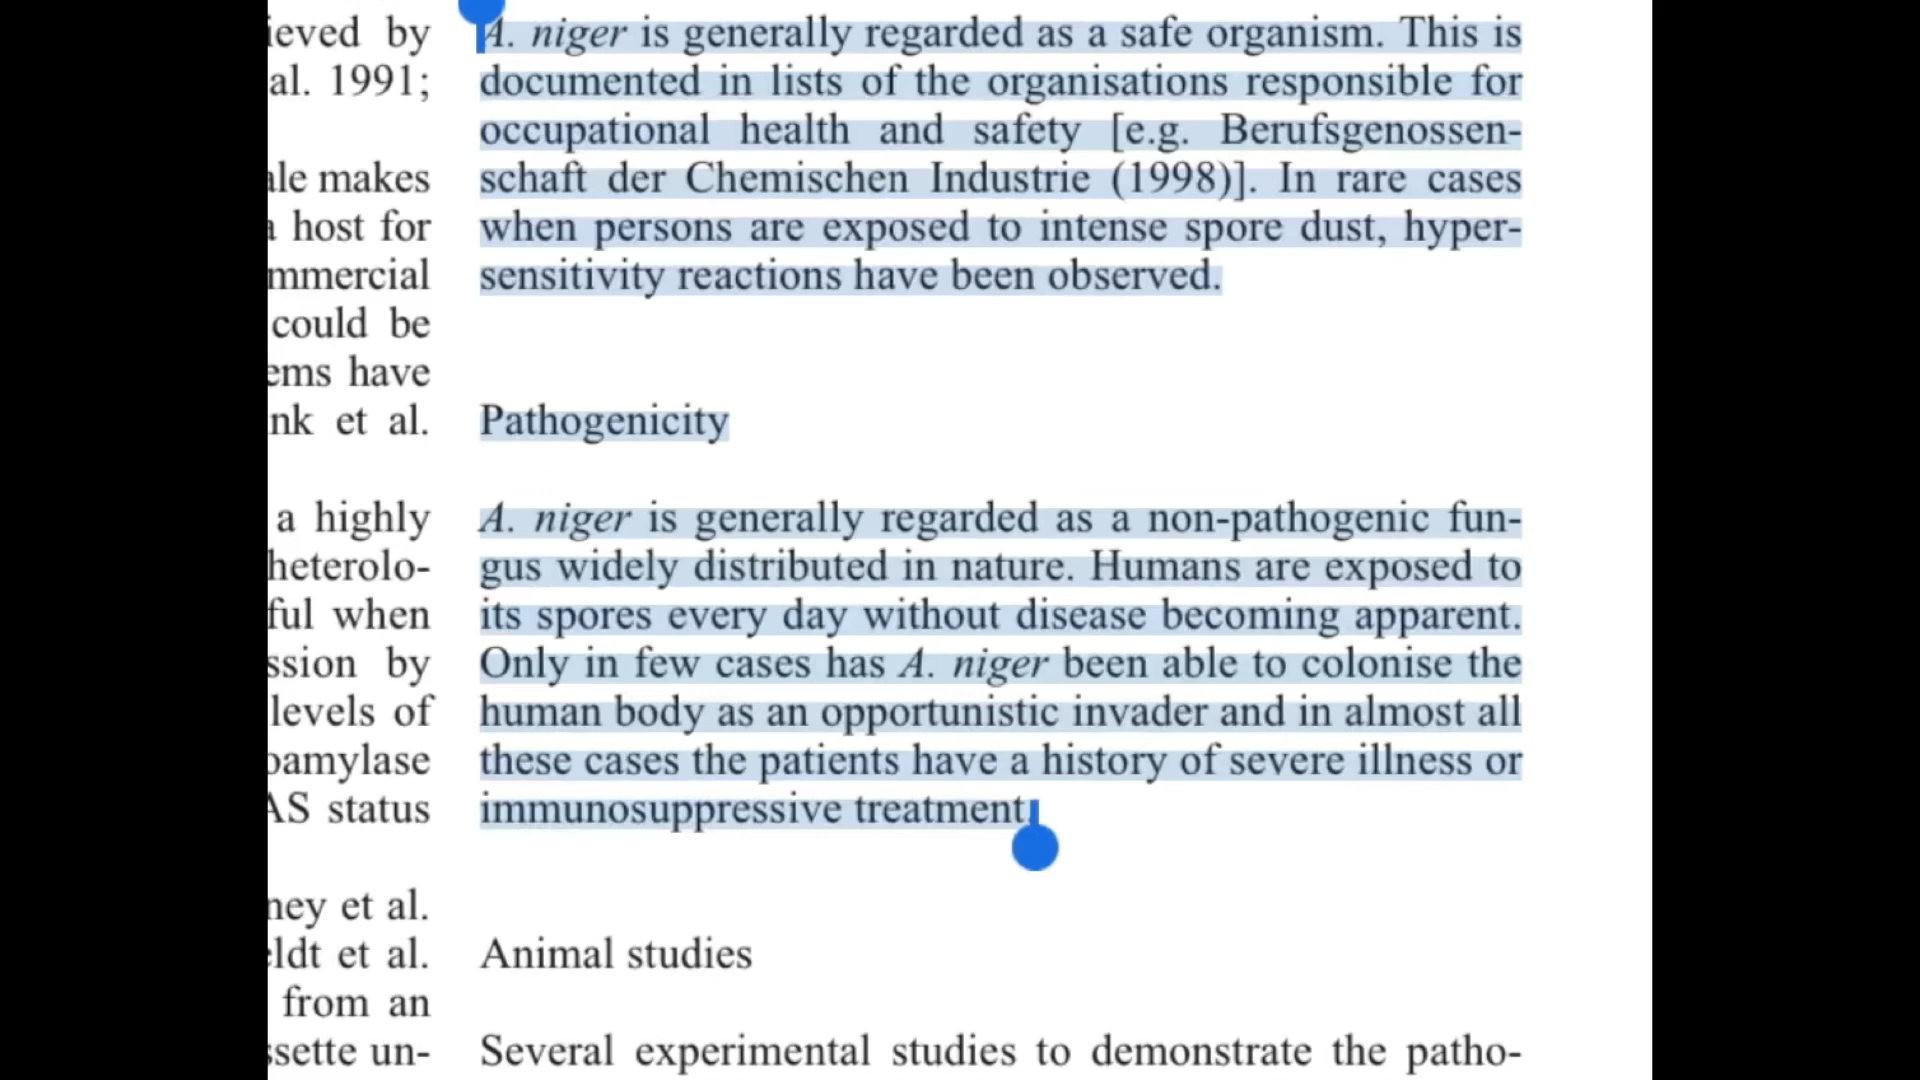 ieved by
al. 1991;
ale makes
a host for
mmercial
could be
ems have
nk et al.
a highly
heterolo-
ful when
ssion by
levels of
oamylase
AS status
ney et al.
eldt et al.
from an
ssette un-
A. niger is generally regarded as a safe organism. This is
documented in lists of the organisations responsible for
occupational health and safety [e.g. Berufsgenossen-
schaft der Chemischen Industrie (1998)]. In rare cases
when persons are exposed to intense spore dust, hyper-
sensitivity reactions have been observed.
Pathogenicity
A. niger is generally regarded as a non-pathogenic fun-
gus widely distributed in nature. Humans are exposed to
its spores every day without disease becoming apparent.
Only in few cases has A. niger been able to colonise the
human body as an opportunistic invader and in almost all
these cases the patients have a history of severe illness or
immunosuppressive treatment.
Animal studies
Several experimental studies to demonstrate the patho-